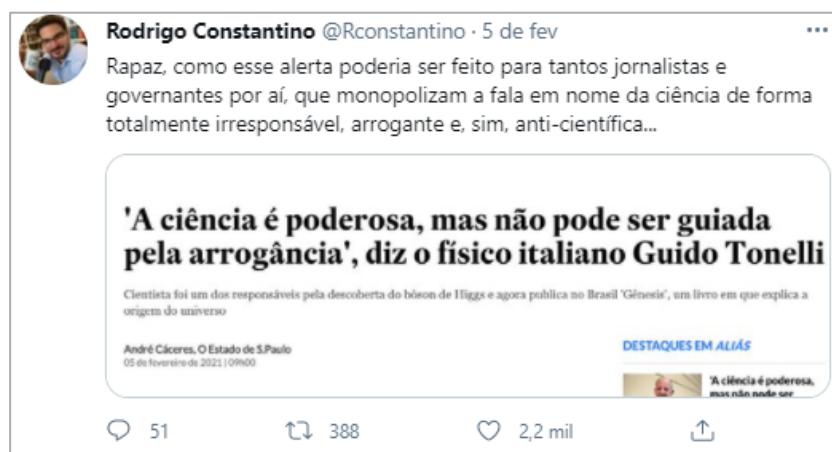 Rodrigo Constantino @Rconstantino · 5 de fev
Rapaz, como esse alerta poderia ser feito para tantos jornalistas e
governantes por aí, que monopolizam a fala em nome da ciência de forma
totalmente irresponsável, arrogante e, sim, anti-científica...
'A ciência é poderosa, mas não pode ser guiada
pela arrogância', diz o físico italiano Guido Tonelli
Cientista foi um dos responsáveis pela descoberta do bóson de Higgs e agora publica no Brasil 'Gênesis', um livro em que explica a
origem do universo
André Cáceres, O Estado de S.Paulo
05 de fevereiro de 2021 | 09h00
DESTAQUES EM ALIÁS
'A ciência é poderosa,
mas não pode ser
51 388 2,2 mil